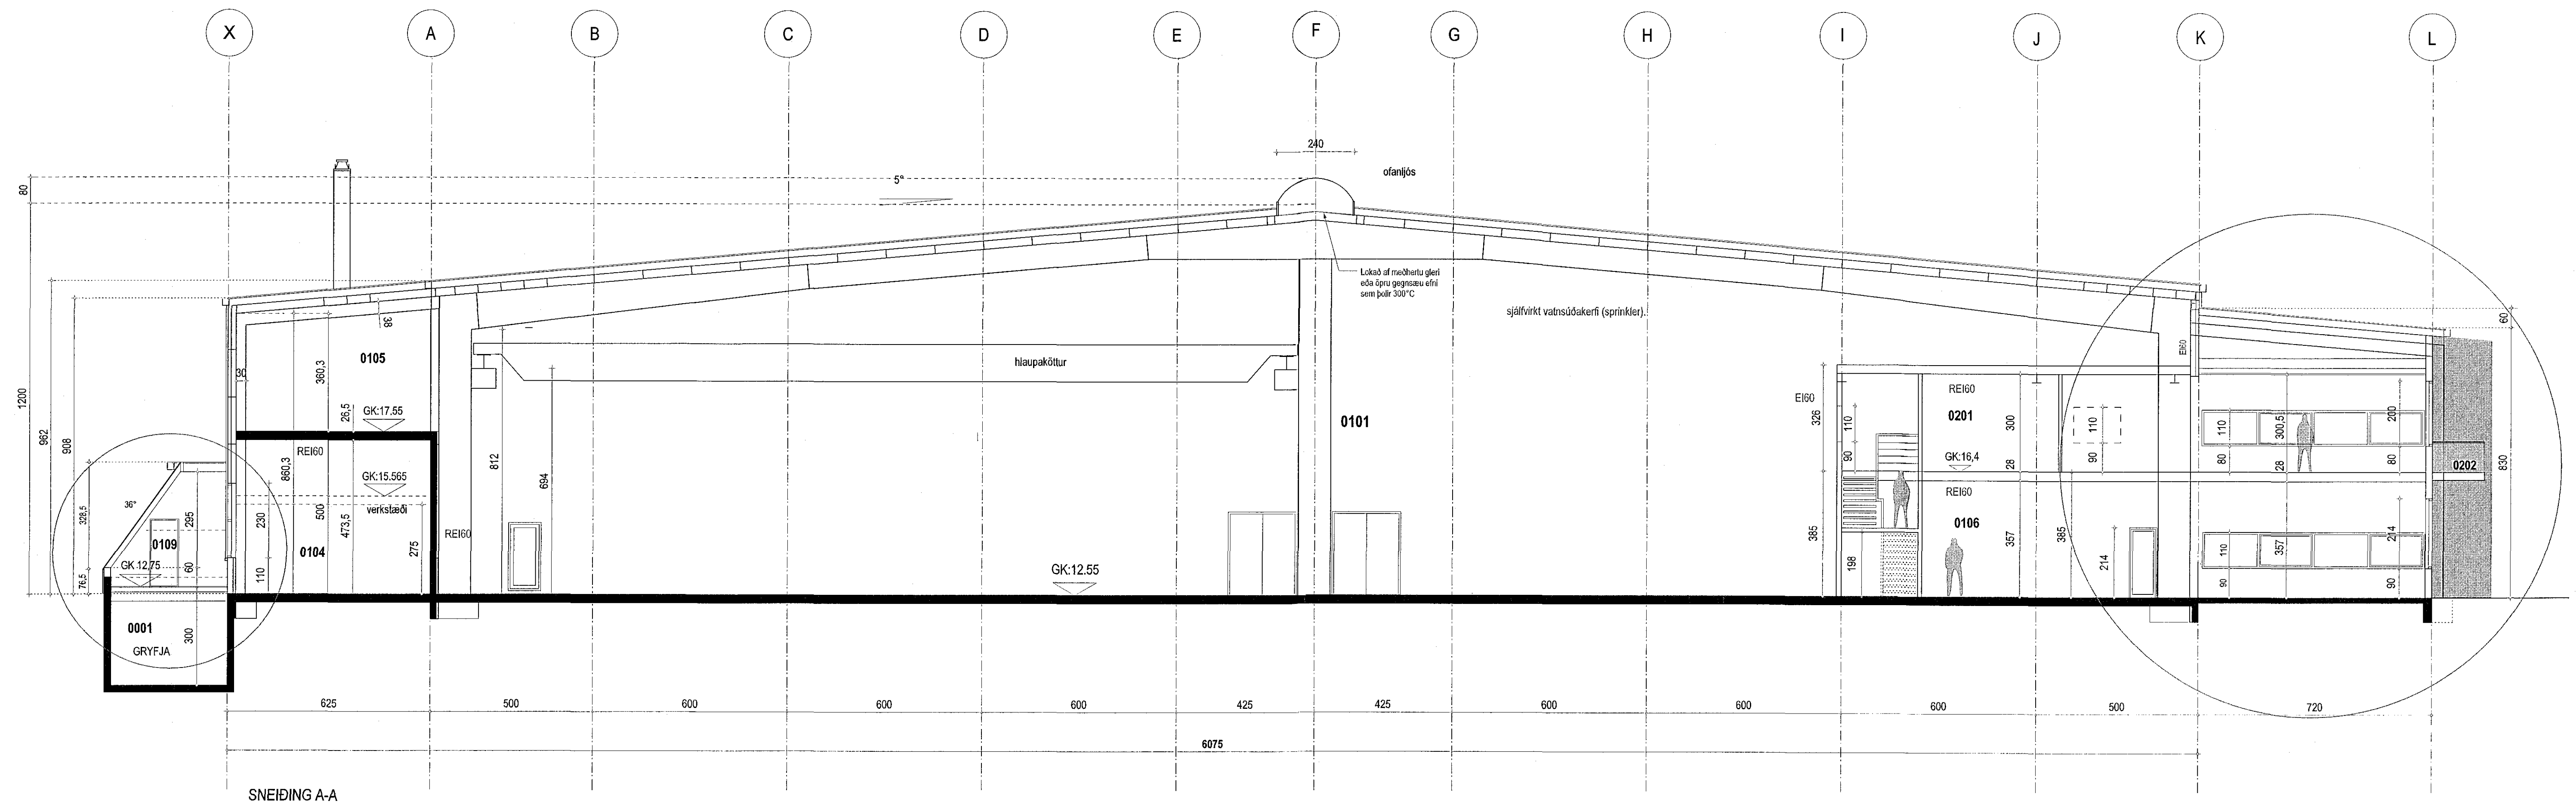 X A B C D E F G H I J K L
240
ofanljós
5°
80
1200
962
908
328,5
76,5
36°
0109
GK 12,75
295
60
0001
GRYFJA
300
38
0105
30
360,3
26,5
GK:17.55
REI60
860,3
GK:15.565
verkstæði
230
500
473,5
275
110
0104
REI60
812
694
hlaupaköttur
GK:12.55
Lokað af meðhertu gleri
eða öpru gegnsæu efni
sem þolir 300°C
sjálfvirkt vatnsúðakerfi (sprinkler).
0101
EI60
326
385
110
90
198
REI60
0201
300
28
GK:16,4
REI60
0106
357
385
110
90
214
EI60
110
80
300,5
28
200
80
0202
110
90
357
214
90
60
830
625 500 600 600 600 425 425 600 600 600 500 720
6075
SNEIÐING A-A